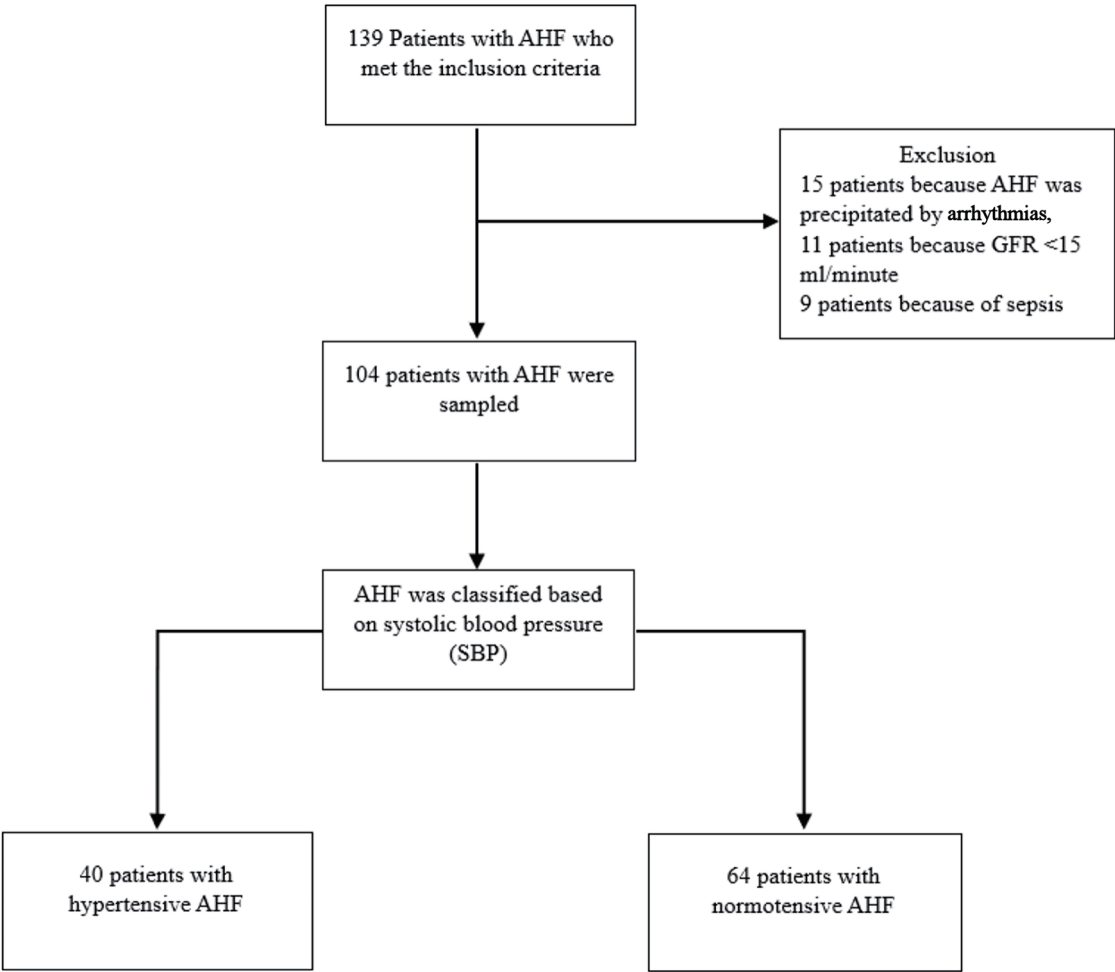 139 Patients with AHF who
met the inclusion criteria
Exclusion
15 patients because AHF was
precipitated by arrhythmias,
11 patients because GFR <15
ml/minute
9 patients because of sepsis
104 patients with AHF were
sampled
AHF was classified based
on systolic blood pressure
(SBP)
40 patients with
hypertensive AHF
64 patients with
normotensive AHF